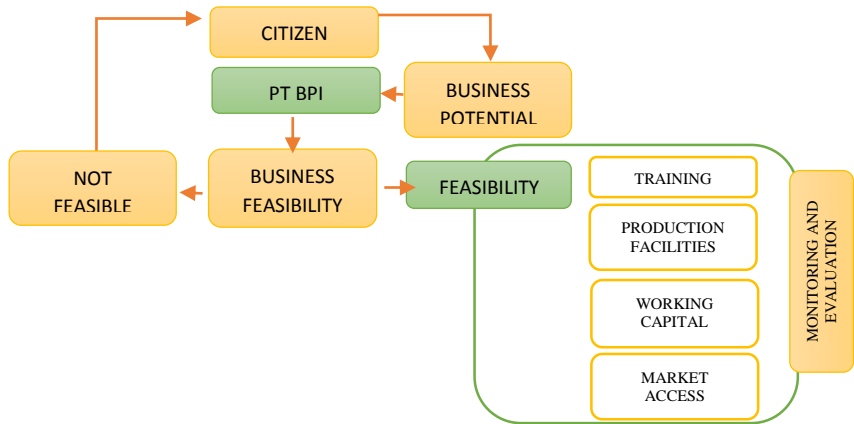 CITIZEN
PT BPI
BUSINESS
POTENTIAL
NOT
FEASIBLE
BUSINESS
FEASIBILITY
FEASIBILITY
TRAINING
PRODUCTION
FACILITIES
WORKING
CAPITAL
MARKET
ACCESS
MONITORING AND
EVALUATION